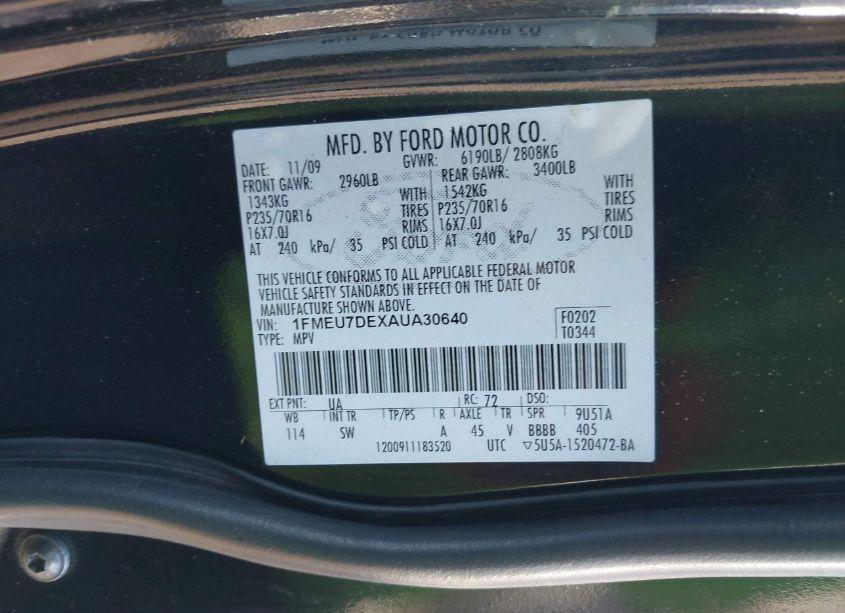 MFD. BY FORD MOTOR CO.
DATE: 11/09 GVWR: 6190LB/ 2808KG
FRONT GAWR: 2960LB REAR GAWR: 3400LB
1343KG WITH 1542KG WITH
P235/70R16 TIRES P235/70R16 TIRES
16X7.0J RIMS 16X7.0J RIMS
AT 240 kPa/ 35 PSI COLD AT 240 kPa/ 35 PSI COLD
THIS VEHICLE CONFORMS TO ALL APPLICABLE FEDERAL MOTOR
VEHICLE SAFETY STANDARDS IN EFFECT ON THE DATE OF
MANUFACTURE SHOWN ABOVE.
VIN: 1FMEU7DEXAUA30640 F0202
TYPE: MPV T0344
EXT PNT: UA RC: 72 DSO:
WB INT TR TP/PS R AXLE TR SPR 9U51A
114 SW A 45 V BBBB 405
1200911183520 UTC ▽5U5A-1520472-BA
Ford